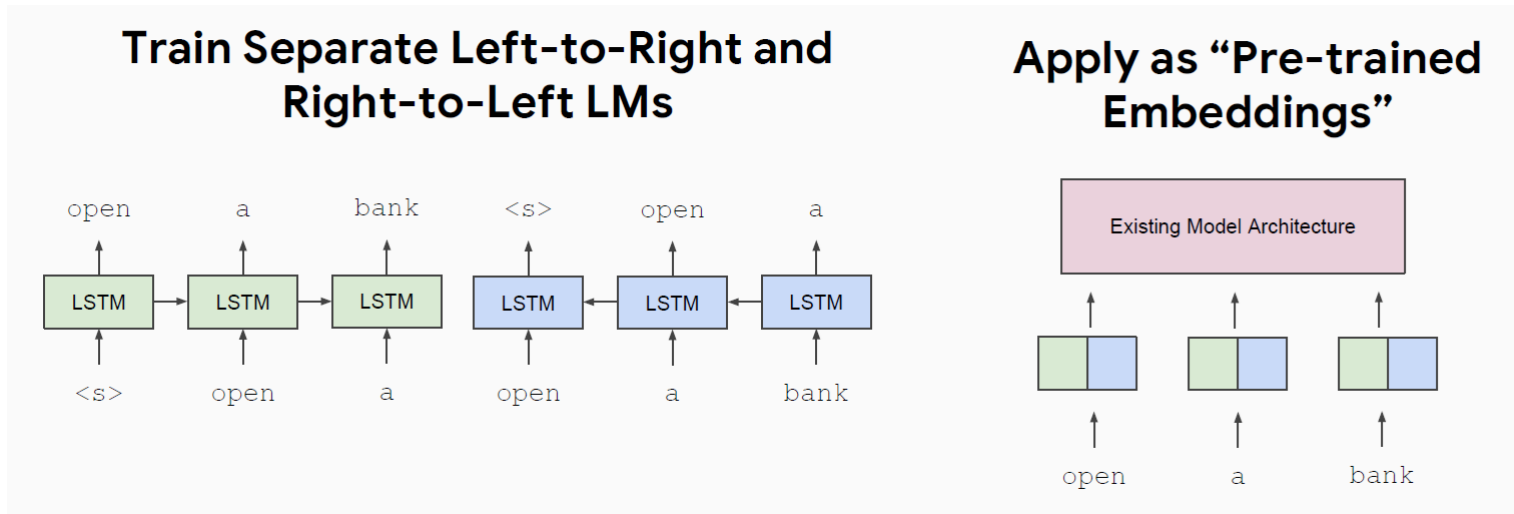 Train Separate Left-to-Right and
Right-to-Left LMs
open a bank <s> open a
LSTM LSTM LSTM LSTM LSTM LSTM
<s> open a open a bank
Apply as “Pre-trained
Embeddings”
Existing Model Architecture
open a bank